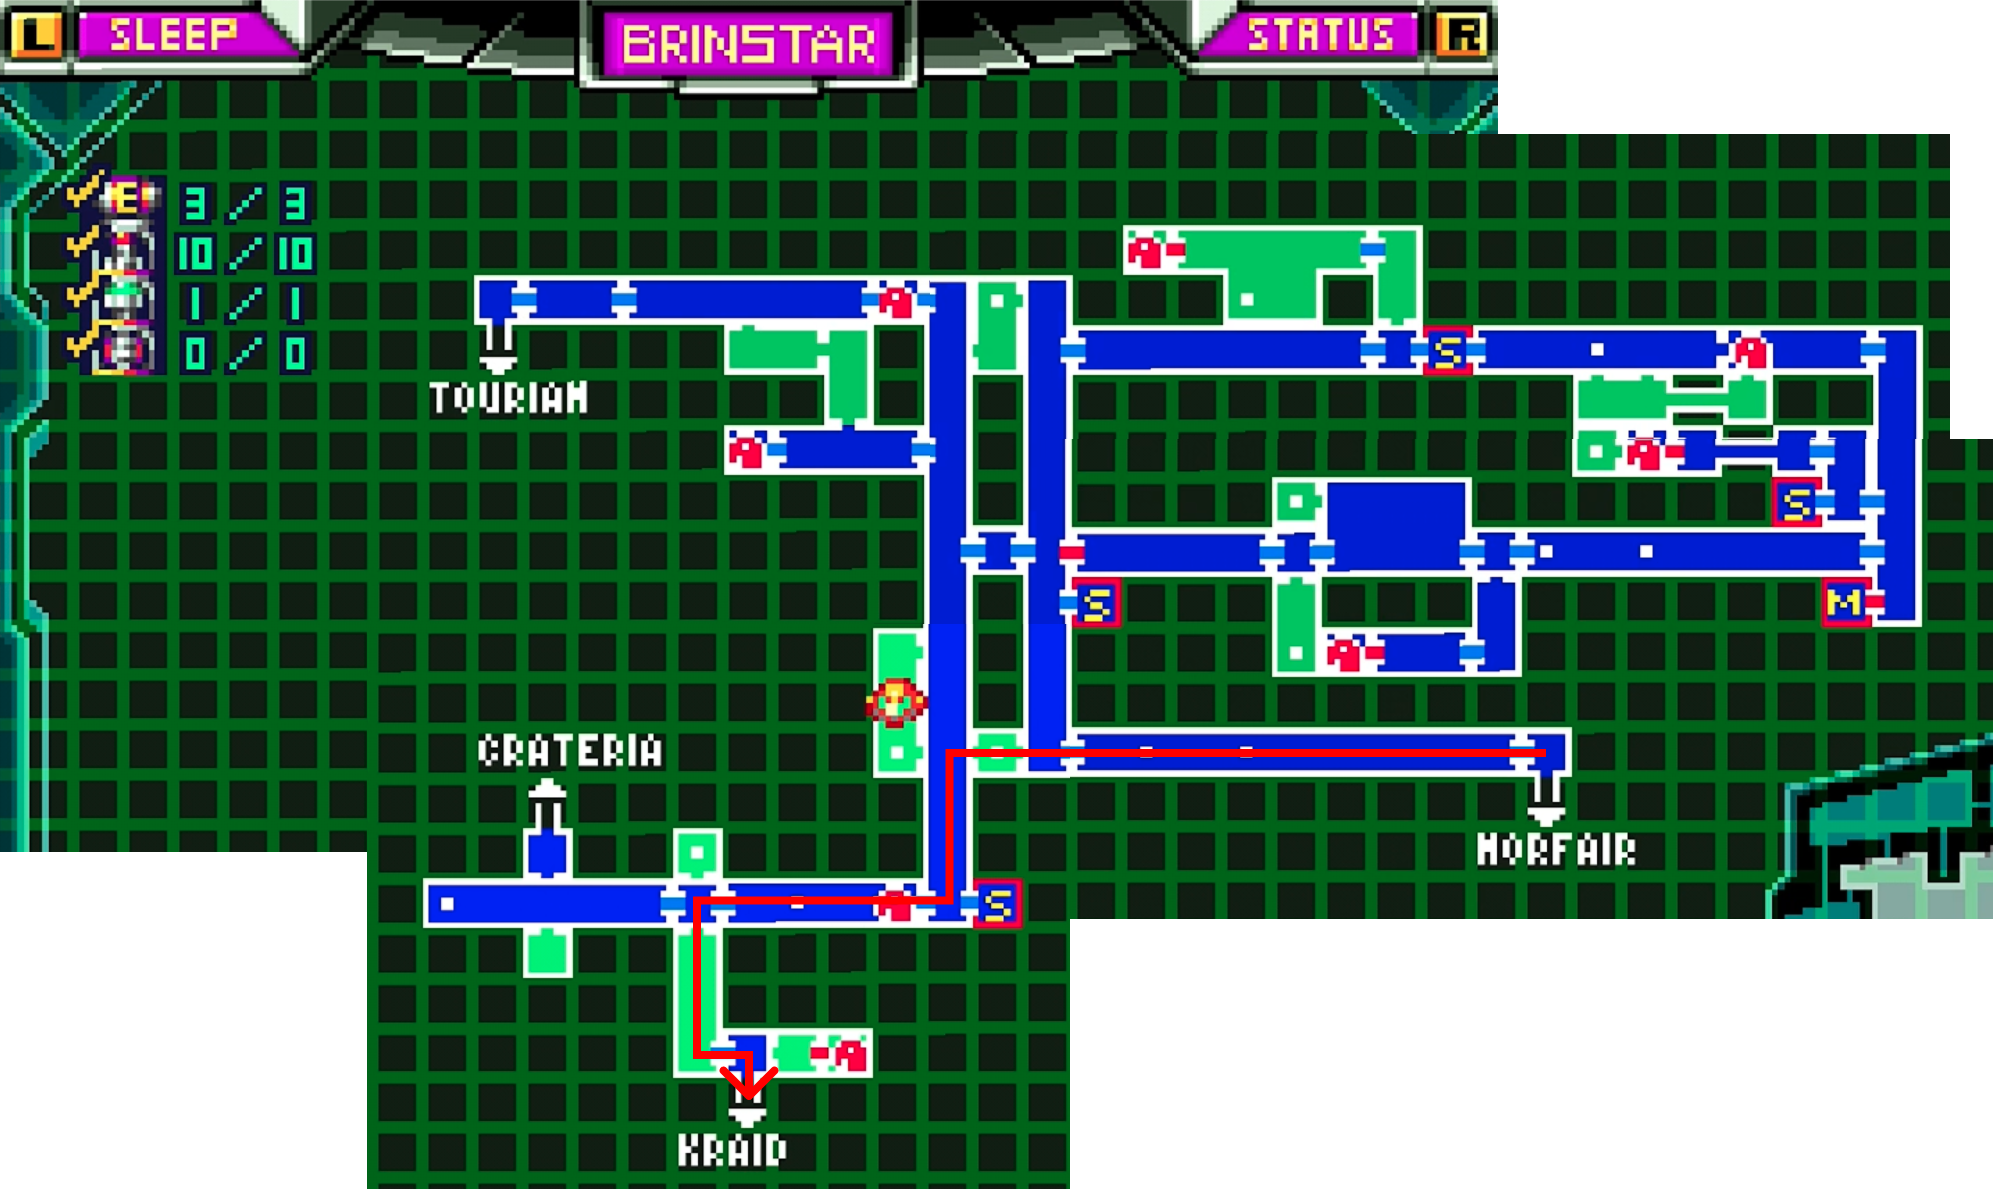 L SLEEP BRINSTAR STATUS R
E 3 / 3
10 / 10
1 / 1
0 / 0
S
TOURIAN
S
S M
CRATERIA
NORFAIR
S
KRAID